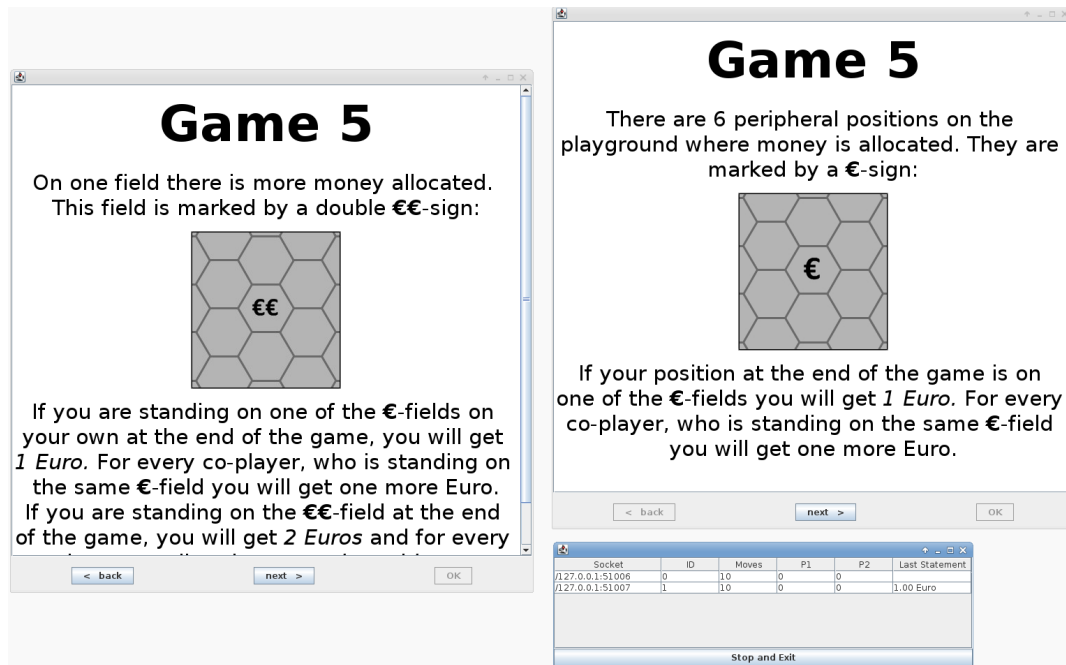 Game 5
On one field there is more money allocated.
This field is marked by a double €€-sign:
€€
If you are standing on one of the €-fields on
your own at the end of the game, you will get
1 Euro. For every co-player, who is standing on
the same €-field you will get one more Euro.
If you are standing on the €€-field at the end
of the game, you will get 2 Euros and for every
< back
next >
OK
Game 5
There are 6 peripheral positions on the
playground where money is allocated. They are
marked by a €-sign:
€
If your position at the end of the game is on
one of the €-fields you will get 1 Euro. For every
co-player, who is standing on the same €-field
you will get one more Euro.
< back
next >
OK
Socket ID Moves P1 P2 Last Statement
/127.0.0.1:51006 0 10 0 0
/127.0.0.1:51007 1 10 0 0 1.00 Euro
Stop and Exit